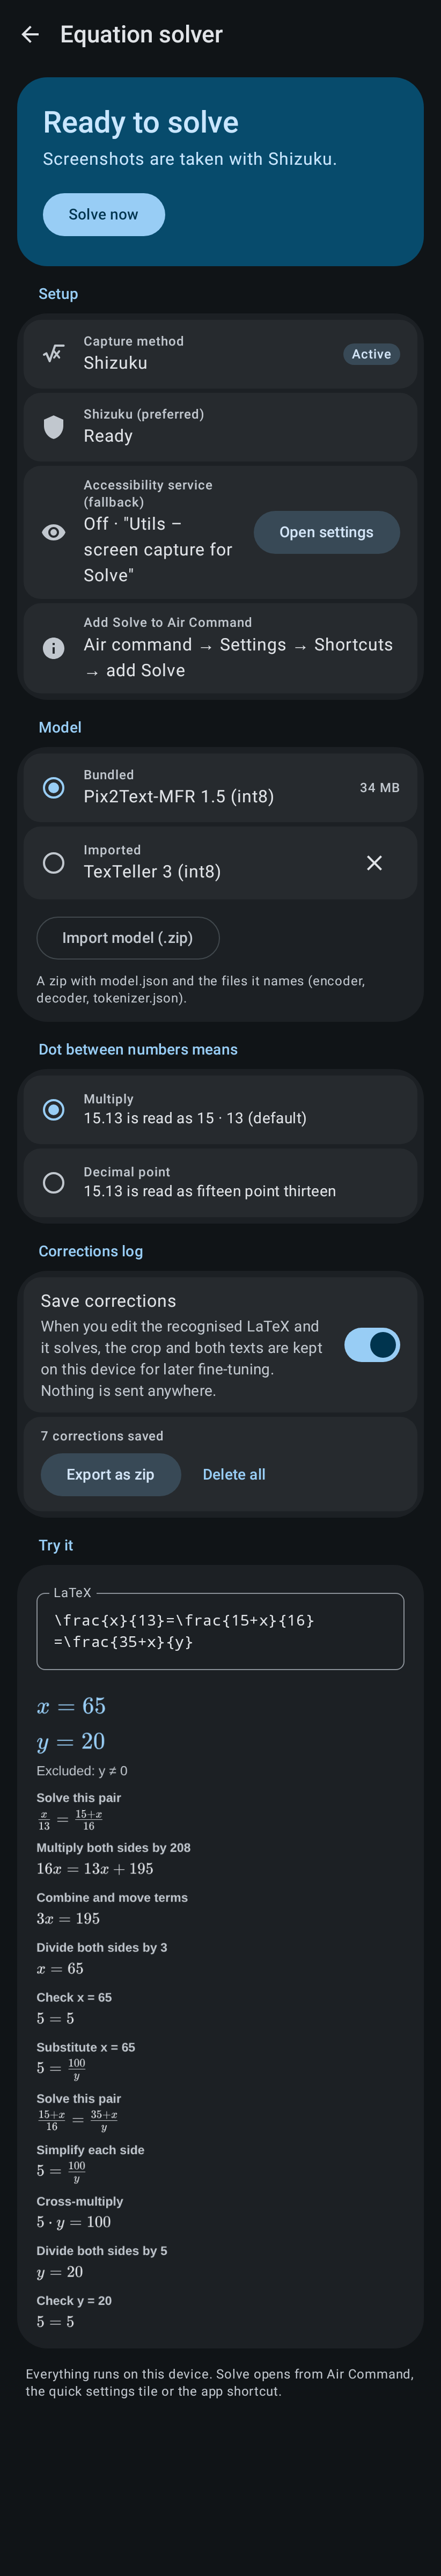 Equation solver
Ready to solve
Screenshots are taken with Shizuku.
Solve now
Setup
Capture method
Shizuku
Active
Shizuku (preferred)
Ready
Accessibility service
(fallback)
Off · "Utils –
screen capture for
Solve"
Open settings
Add Solve to Air Command
Air command → Settings → Shortcuts
→ add Solve
Model
Bundled
Pix2Text-MFR 1.5 (int8)
34 MB
Imported
TexTeller 3 (int8)
Import model (.zip)
A zip with model.json and the files it names (encoder,
decoder, tokenizer.json).
Dot between numbers means
Multiply
15.13 is read as 15 · 13 (default)
Decimal point
15.13 is read as fifteen point thirteen
Corrections log
Save corrections
When you edit the recognised LaTeX and
it solves, the crop and both texts are kept
on this device for later fine-tuning.
Nothing is sent anywhere.
7 corrections saved
Export as zip
Delete all
Try it
LaTeX
\frac{x}{13}=\frac{15+x}{16}
=\frac{35+x}{y}
x = 65
y = 20
Excluded: y ≠ 0
Solve this pair
x/13 = 15+x/16
Multiply both sides by 208
16x = 13x + 195
Combine and move terms
3x = 195
Divide both sides by 3
x = 65
Check x = 65
5 = 5
Substitute x = 65
5 = 100/y
Solve this pair
15+x/16 = 35+x/y
Simplify each side
5 = 100/y
Cross-multiply
5 · y = 100
Divide both sides by 5
y = 20
Check y = 20
5 = 5
Everything runs on this device. Solve opens from Air Command,
the quick settings tile or the app shortcut.